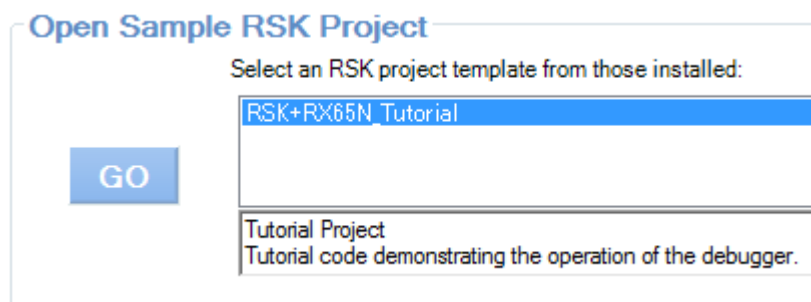 Open Sample RSK Project
Select an RSK project template from those installed:
RSK+RX65N_Tutorial
GO
Tutorial Project
Tutorial code demonstrating the operation of the debugger.